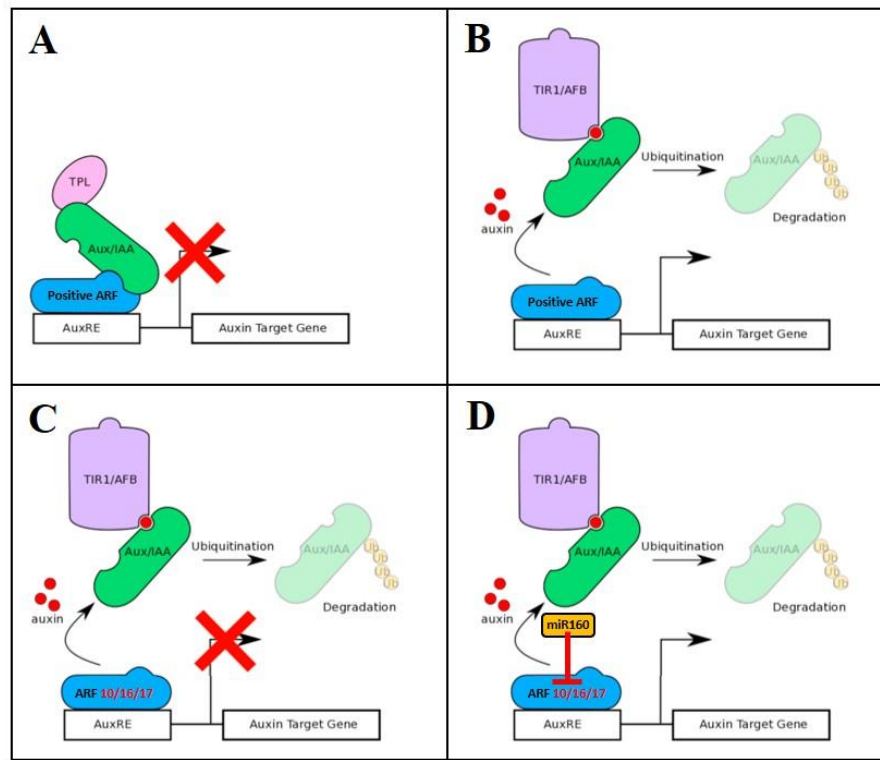 A
TPL
Aux/IAA
Positive ARF
AuxRE
Auxin Target Gene
B
TIR1/AFB
Aux/IAA
Ubiquitination
Aux/IAA
Ub
Ub
Ub
Ub
auxin
Degradation
Positive ARF
AuxRE
Auxin Target Gene
C
TIR1/AFB
Aux/IAA
Ubiquitination
Aux/IAA
Ub
Ub
Ub
Ub
auxin
Degradation
ARF 10/16/17
AuxRE
Auxin Target Gene
D
TIR1/AFB
Aux/IAA
Ubiquitination
Aux/IAA
Ub
Ub
Ub
Ub
auxin
Degradation
miR160
ARF 10/16/17
AuxRE
Auxin Target Gene